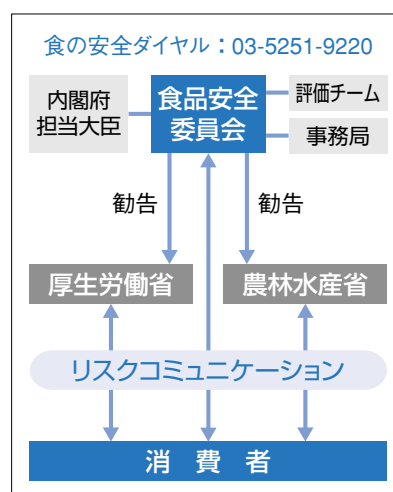 食の安全ダイヤル：03-5251-9220
内閣府
担当大臣
食品安全
委員会
評価チーム
事務局
勧告
勧告
厚生労働省
農林水産省
リスクコミュニケーション
消 費 者